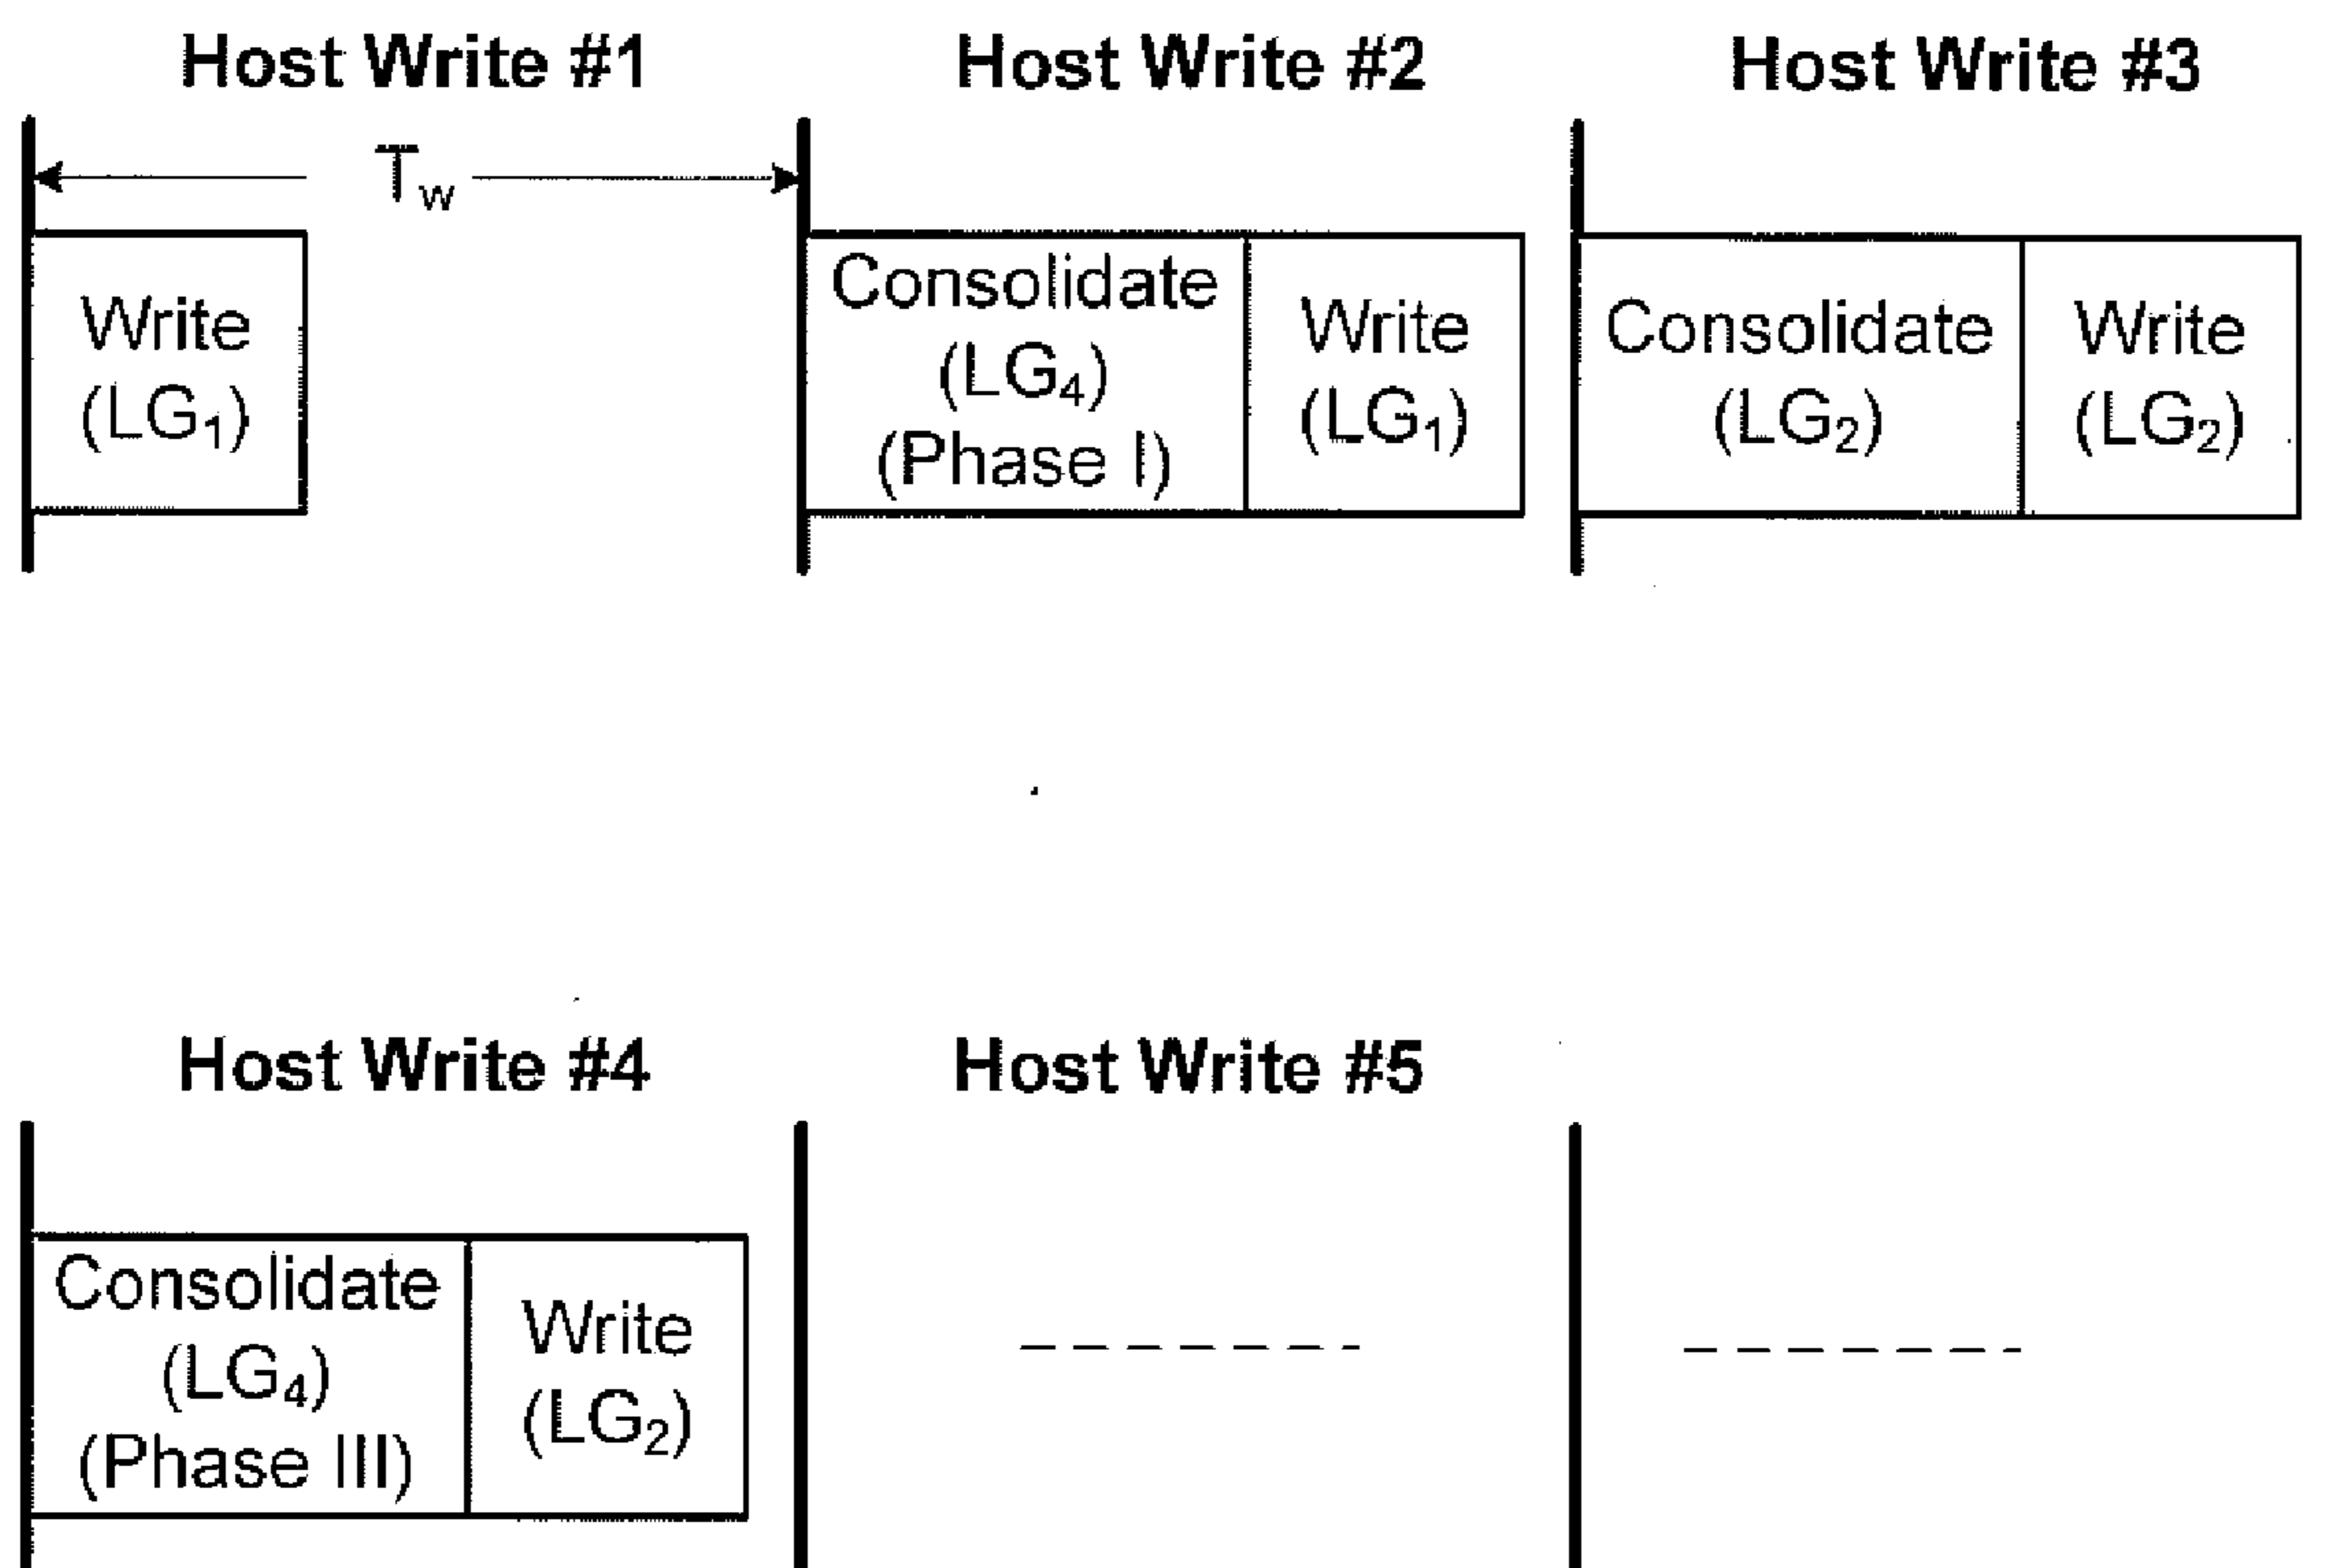 Host Write #1
Host Write #2
Host Write #3
T_w
Write
(LG₁)
Consolidate
(LG₄)
(Phase I)
Write
(LG₁)
Consolidate
(LG₂)
Write
(LG₂)
Host Write #4
Host Write #5
Consolidate
(LG₄)
(Phase III)
Write
(LG₂)